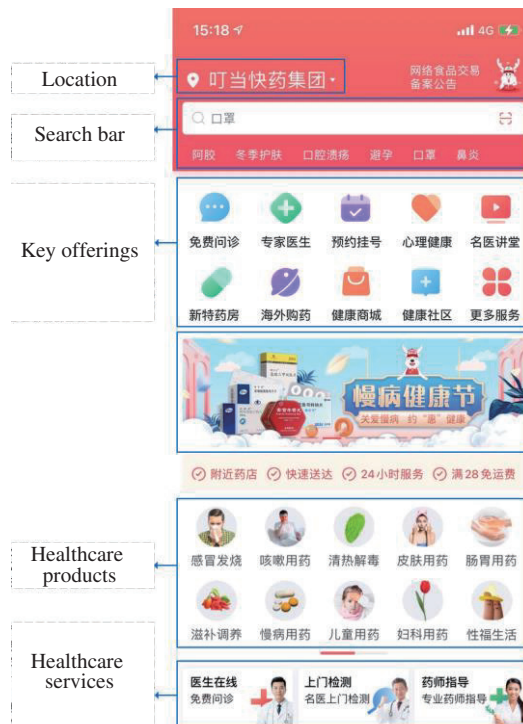 15:18
4G
Location
叮当快药集团
网络食品交易
备案公告
Search bar
口罩
阿胶 冬季护肤 口腔溃疡 避孕 口罩 鼻炎
Key offerings
免费问诊 专家医生 预约挂号 心理健康 名医讲堂
新特药房 海外购药 健康商城 健康社区 更多服务
慢病健康节
关爱慢病 约“惠”健康
附近药店 快速送达 24小时服务 满28免运费
Healthcare
products
感冒发烧 咳嗽用药 清热解毒 皮肤用药 肠胃用药
滋补调养 慢病用药 儿童用药 妇科用药 性福生活
Healthcare
services
医生在线 上门检测 药师指导
免费问诊 名医上门检测 专业药师指导